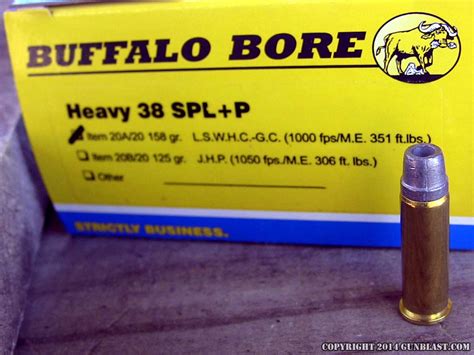 BUFFALO BORE
Heavy 38 SPL+P
Item 20A/20 158 gr. L.S.W.H.C.-G.C. (1000 fps/M.E. 351 ft.lbs.)
Item 20B/20 125 gr. J.H.P. (1050 fps/M.E. 306 ft. lbs.)
Other
STRICTLY BUSINESS.
COPYRIGHT 2014 GUNBLAST.COM